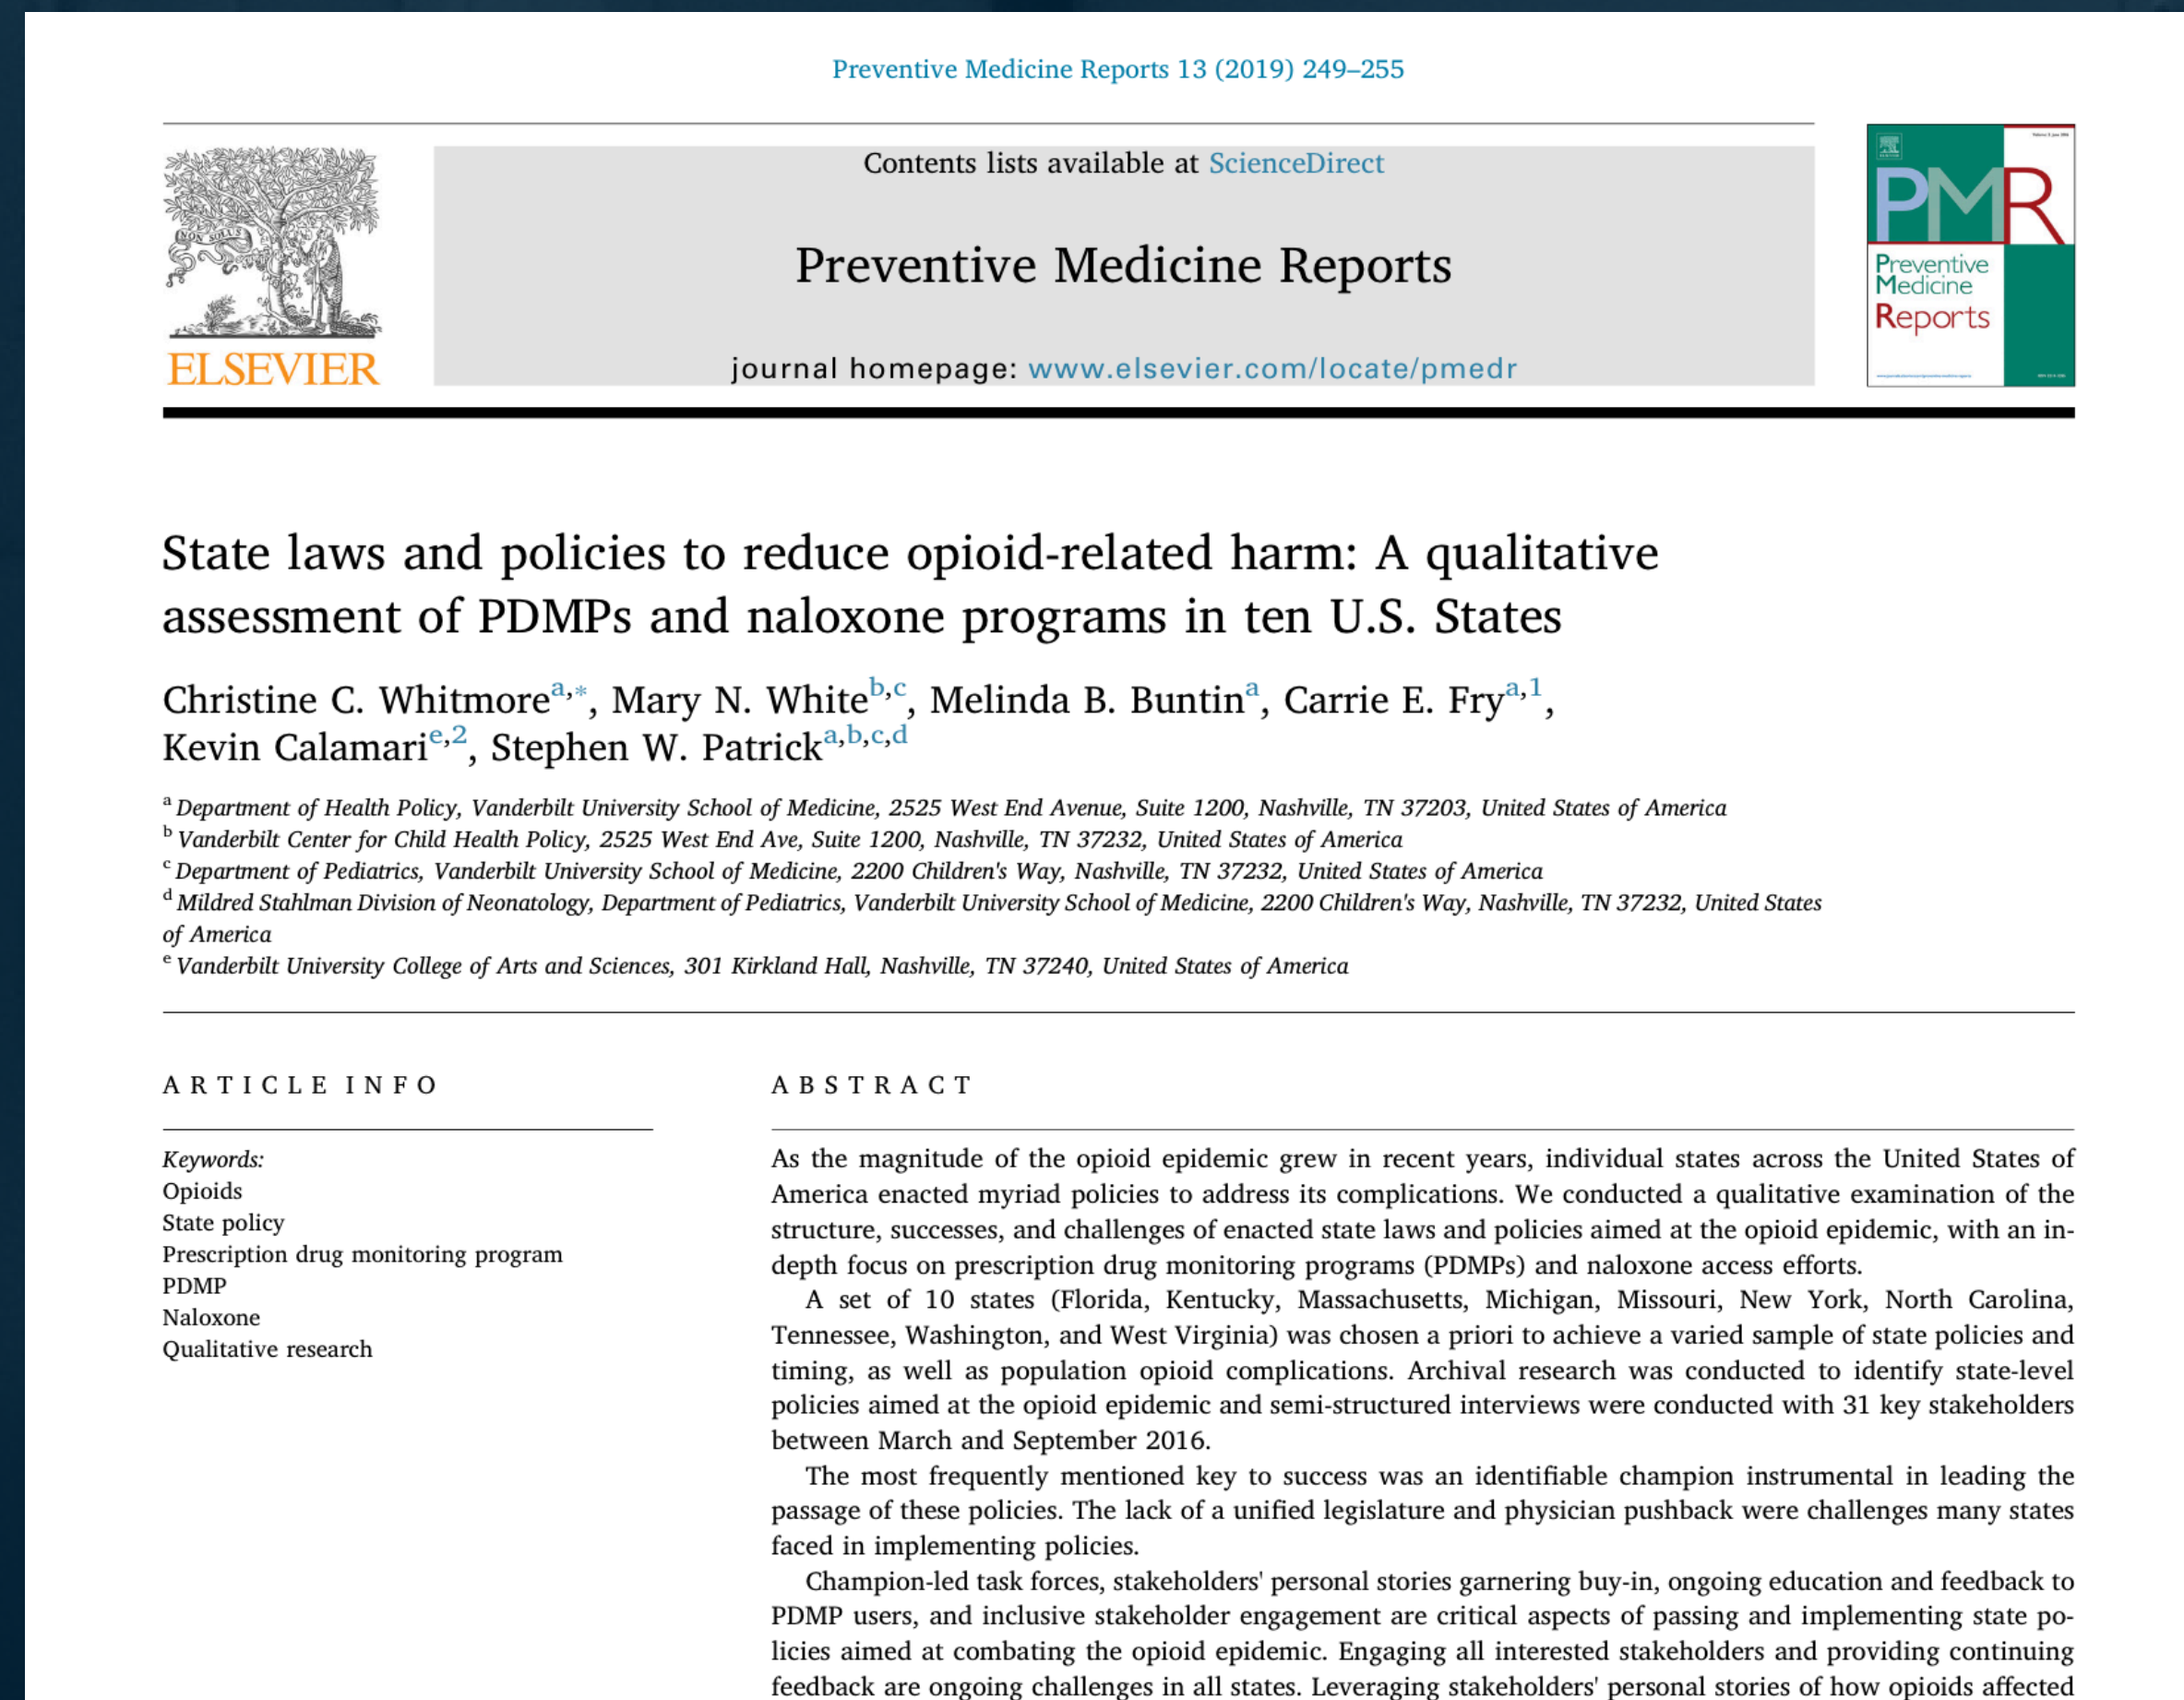 Preventive Medicine Reports 13 (2019) 249–255
NON SOLUS
ELSEVIER
Contents lists available at ScienceDirect
Preventive Medicine Reports
journal homepage: www.elsevier.com/locate/pmedr
PMR
Preventive
Medicine
Reports
State laws and policies to reduce opioid-related harm: A qualitative
assessment of PDMPs and naloxone programs in ten U.S. States
Christine C. Whitmore a,*, Mary N. White b,c, Melinda B. Buntin a, Carrie E. Fry a,1,
Kevin Calamari e,2, Stephen W. Patrick a,b,c,d
a Department of Health Policy, Vanderbilt University School of Medicine, 2525 West End Avenue, Suite 1200, Nashville, TN 37203, United States of America
b Vanderbilt Center for Child Health Policy, 2525 West End Ave, Suite 1200, Nashville, TN 37232, United States of America
c Department of Pediatrics, Vanderbilt University School of Medicine, 2200 Children's Way, Nashville, TN 37232, United States of America
d Mildred Stahlman Division of Neonatology, Department of Pediatrics, Vanderbilt University School of Medicine, 2200 Children's Way, Nashville, TN 37232, United States
of America
e Vanderbilt University College of Arts and Sciences, 301 Kirkland Hall, Nashville, TN 37240, United States of America
ARTICLE INFO
Keywords:
Opioids
State policy
Prescription drug monitoring program
PDMP
Naloxone
Qualitative research
ABSTRACT
As the magnitude of the opioid epidemic grew in recent years, individual states across the United States of
America enacted myriad policies to address its complications. We conducted a qualitative examination of the
structure, successes, and challenges of enacted state laws and policies aimed at the opioid epidemic, with an in-
depth focus on prescription drug monitoring programs (PDMPs) and naloxone access efforts.
A set of 10 states (Florida, Kentucky, Massachusetts, Michigan, Missouri, New York, North Carolina,
Tennessee, Washington, and West Virginia) was chosen a priori to achieve a varied sample of state policies and
timing, as well as population opioid complications. Archival research was conducted to identify state-level
policies aimed at the opioid epidemic and semi-structured interviews were conducted with 31 key stakeholders
between March and September 2016.
The most frequently mentioned key to success was an identifiable champion instrumental in leading the
passage of these policies. The lack of a unified legislature and physician pushback were challenges many states
faced in implementing policies.
Champion-led task forces, stakeholders' personal stories garnering buy-in, ongoing education and feedback to
PDMP users, and inclusive stakeholder engagement are critical aspects of passing and implementing state po-
licies aimed at combating the opioid epidemic. Engaging all interested stakeholders and providing continuing
feedback are ongoing challenges in all states. Leveraging stakeholders' personal stories of how opioids affected